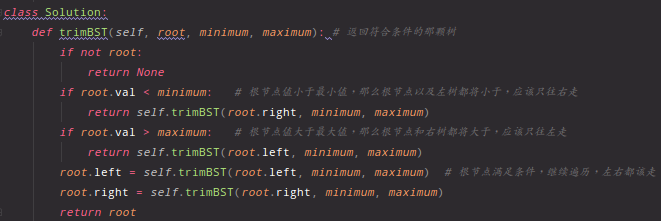 class Solution:
    def trimBST(self, root, minimum, maximum): # 返回符合条件的那颗树
        if not root:
            return None
        if root.val < minimum:   # 根节点值小于最小值，那么根节点以及左树都将小于，应该只往右走
            return self.trimBST(root.right, minimum, maximum)
        if root.val > maximum:   # 根节点值大于最大值，那么根节点和右树都将大于，应该只往左走
            return self.trimBST(root.left, minimum, maximum)
        root.left = self.trimBST(root.left, minimum, maximum)  # 根节点满足条件，继续遍历，左右都该走
        root.right = self.trimBST(root.right, minimum, maximum)
        return root